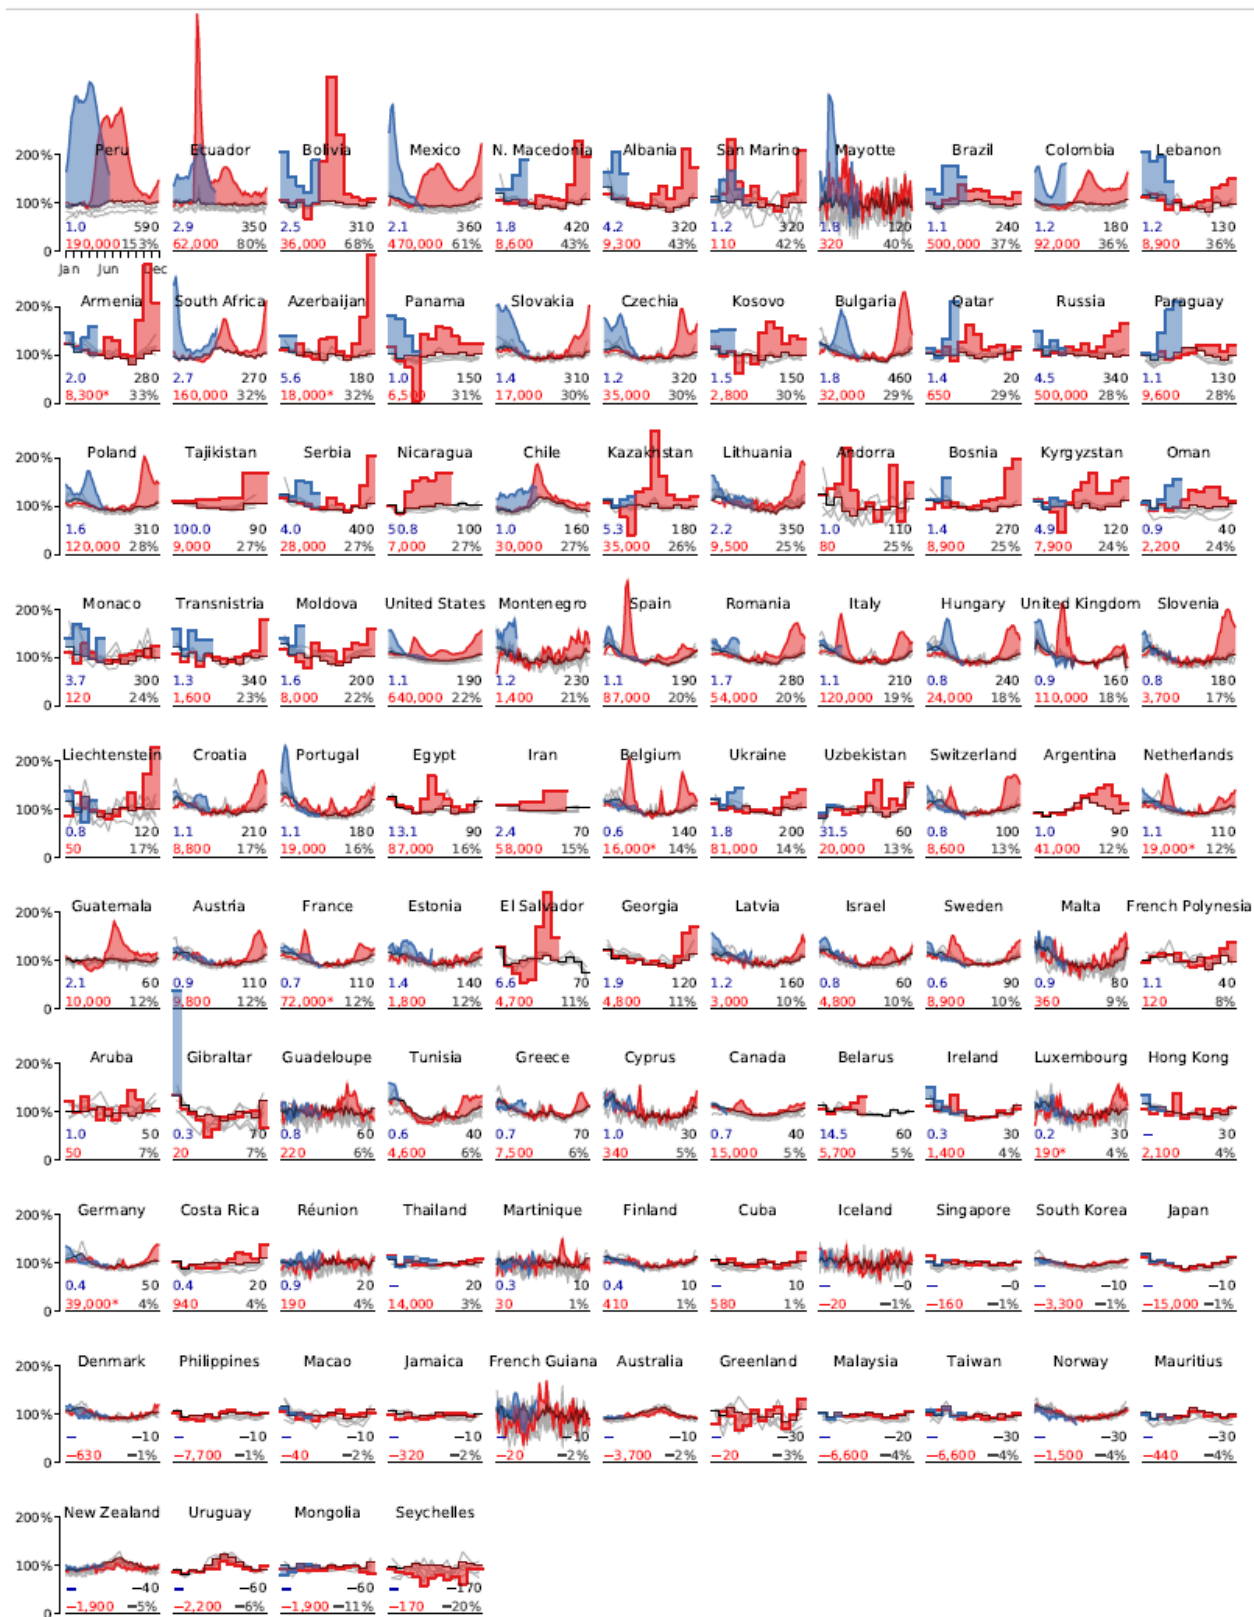 Peru Ecuador Bolivia Mexico N. Macedonia Albania San Marino Mayotte Brazil Colombia Lebanon
200%
100%
1.0 590 2.9 350 2.5 310 2.1 360 1.8 420 4.2 320 1.2 320 1.8 120 1.1 240 1.2 180 1.2 130
0 190,000 153% 62,000 80% 36,000 68% 470,000 61% 8,600 43% 9,300 43% 110 42% 320 40% 500,000 37% 92,000 36% 8,900 36%
Jan Jun Dec
Armenia South Africa Azerbaijan Panama Slovakia Czechia Kosovo Bulgaria Qatar Russia Paraguay
200%
100%
2.0 280 2.7 270 5.6 180 1.0 150 1.4 310 1.2 320 1.5 150 1.8 460 1.4 20 4.5 340 1.1 130
0 8,300* 33% 160,000 32% 18,000* 32% 31% 17,000 30% 35,000 30% 2,800 30% 32,000 29% 650 29% 500,000 28% 9,600 28%
Poland Tajikistan Serbia Nicaragua Chile Kazakhstan Lithuania Andorra Bosnia Kyrgyzstan Oman
200%
100%
1.6 310 100.0 90 4.0 400 50.8 100 1.0 160 5.3 180 2.2 350 1.0 110 1.4 270 4.9 120 0.9 40
0 120,000 28% 9,000 27% 28,000 27% 7,000 27% 30,000 27% 35,000 26% 9,500 25% 80 25% 8,900 25% 7,900 24% 2,200 24%
Monaco Transnistria Moldova United States Montenegro Spain Romania Italy Hungary United Kingdom Slovenia
200%
100%
3.7 300 1.3 340 1.6 200 1.1 190 1.2 230 1.1 190 1.7 280 1.1 210 0.8 240 0.9 160 0.8 180
0 120 24% 1,600 23% 8,000 22% 640,000 22% 1,400 21% 87,000 20% 54,000 20% 120,000 19% 24,000 18% 110,000 18% 3,700 17%
Liechtenstein Croatia Portugal Egypt Iran Belgium Ukraine Uzbekistan Switzerland Argentina Netherlands
200%
100%
0.8 120 1.1 210 1.1 180 13.1 90 2.4 70 0.6 140 1.8 200 31.5 60 0.8 100 1.0 90 1.1 110
0 50 17% 8,800 17% 19,000 16% 87,000 16% 58,000 15% 16,000* 14% 81,000 14% 20,000 13% 8,600 13% 41,000 12% 19,000* 12%
Guatemala Austria France Estonia El Salvador Georgia Latvia Israel Sweden Malta French Polynesia
200%
100%
2.1 60 0.9 110 0.7 110 1.4 140 6.6 70 1.9 120 1.2 160 0.8 60 0.6 90 0.9 80 1.1 40
0 10,000 12% 9,800 12% 72,000* 12% 1,800 12% 4,700 11% 4,800 11% 3,000 10% 4,800 10% 8,900 10% 360 9% 120 8%
Aruba Gibraltar Guadeloupe Tunisia Greece Cyprus Canada Belarus Ireland Luxembourg Hong Kong
200%
100%
1.0 50 0.3 70 0.8 60 0.6 40 0.7 70 1.0 30 0.7 40 14.5 60 0.3 30 0.2 30 – 30
0 50 7% 20 7% 220 6% 4,600 6% 7,500 6% 340 5% 15,000 5% 5,700 5% 1,400 4% 190* 4% 2,100 4%
Germany Costa Rica Réunion Thailand Martinique Finland Cuba Iceland Singapore South Korea Japan
200%
100%
0.4 50 0.4 20 0.9 20 – 20 0.3 10 0.4 10 – 10 – −0 – −0 – −10 – −10
0 39,000* 4% 940 4% 190 4% 14,000 3% 30 1% 410 1% 580 1% −20 −1% −160 −1% −3,300 −1% −15,000 −1%
Denmark Philippines Macao Jamaica French Guiana Australia Greenland Malaysia Taiwan Norway Mauritius
200%
100%
– −10 – −10 – −10 – −10 – −10 – −10 – −30 – −20 – −30 – −30 – −30
0 −630 −1% −7,700 −1% −40 −2% −320 −2% −20 −2% −3,700 −2% −20 −3% −6,600 −4% −6,600 −4% −1,500 −4% −440 −4%
New Zealand Uruguay Mongolia Seychelles
200%
100%
– −40 – −60 – −60 – −170
0 −1,900 −5% −2,200 −6% −1,900 −11% −170 −20%